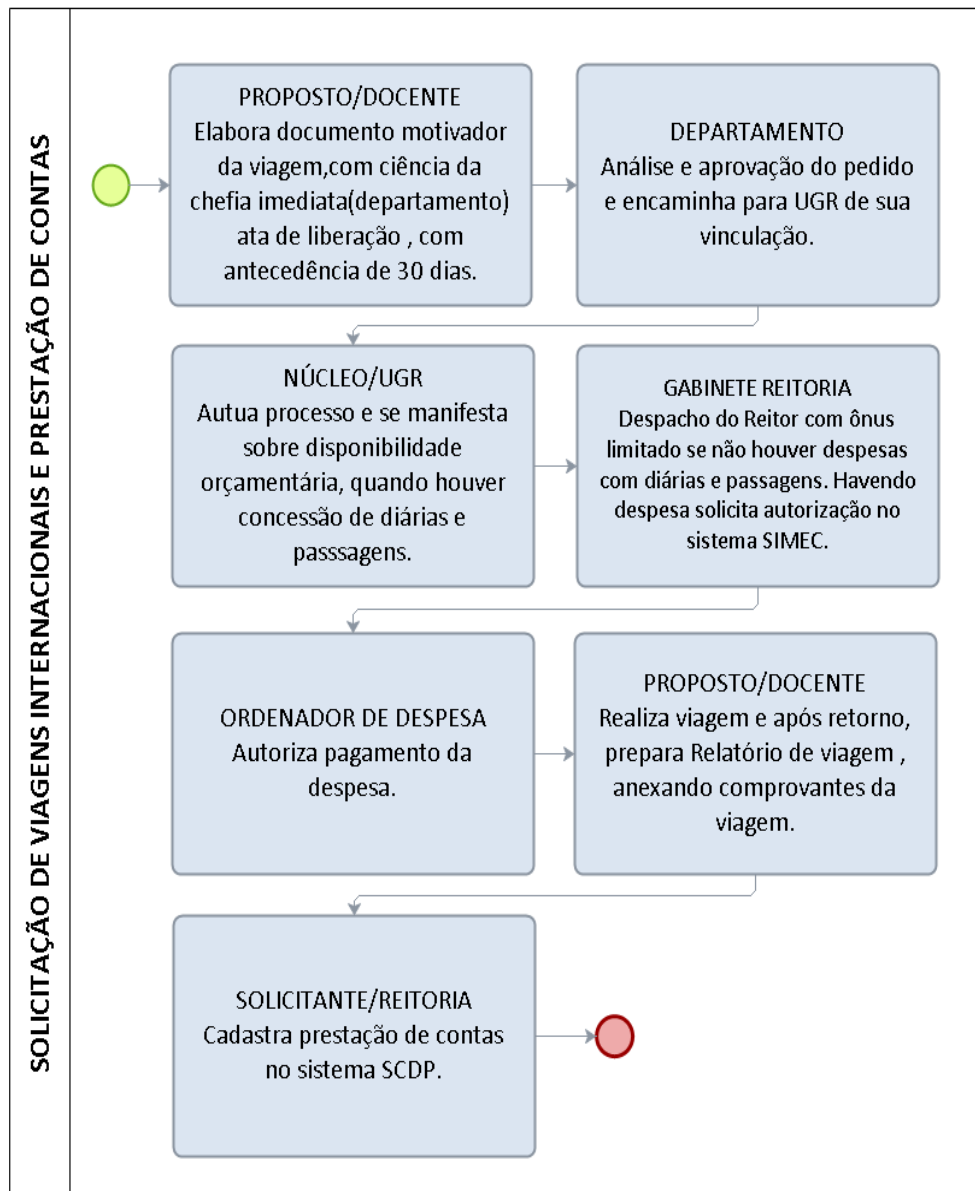 SOLICITAÇÃO DE VIAGENS INTERNACIONAIS E PRESTAÇÃO DE CONTAS
PROPOSTO/DOCENTE
Elabora documento motivador
da viagem,com ciência da
chefia imediata(departamento)
ata de liberação , com
antecedência de 30 dias.
DEPARTAMENTO
Análise e aprovação do pedido
e encaminha para UGR de sua
vinculação.
NÚCLEO/UGR
Autua processo e se manifesta
sobre disponibilidade
orçamentária, quando houver
concessão de diárias e
passsagens.
GABINETE REITORIA
Despacho do Reitor com ônus
limitado se não houver despesas
com diárias e passagens. Havendo
despesa solicita autorização no
sistema SIMEC.
ORDENADOR DE DESPESA
Autoriza pagamento da
despesa.
PROPOSTO/DOCENTE
Realiza viagem e após retorno,
prepara Relatório de viagem ,
anexando comprovantes da
viagem.
SOLICITANTE/REITORIA
Cadastra prestação de contas
no sistema SCDP.